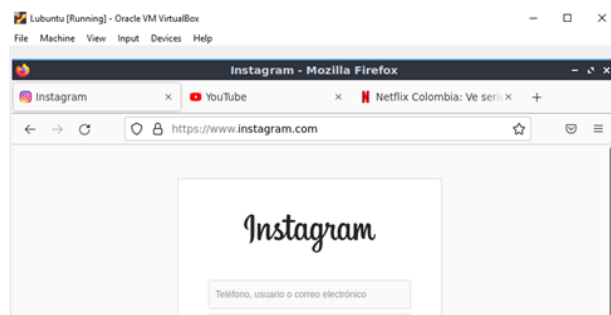 Lubuntu [Running] - Oracle VM VirtualBox
File Machine View Input Devices Help
Instagram - Mozilla Firefox
Instagram
YouTube
Netflix Colombia: Ve serie
https://www.instagram.com
Instagram
Teléfono, usuario o correo electrónico